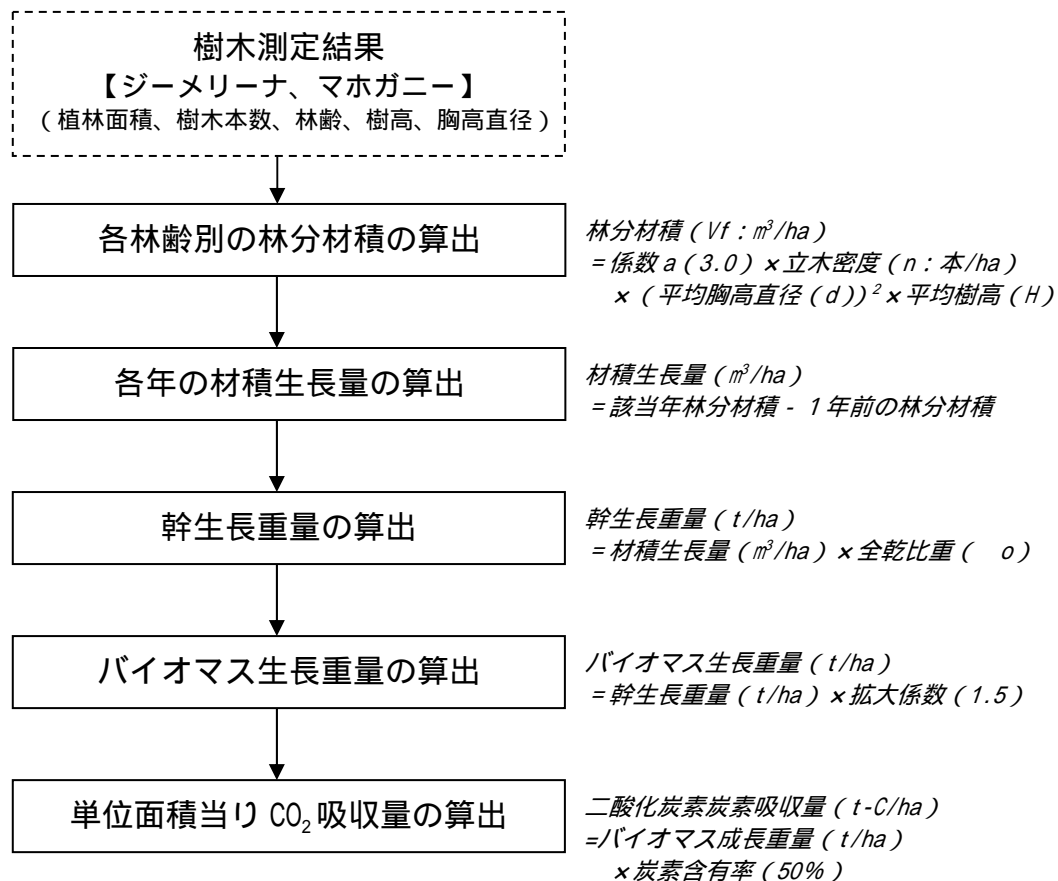 樹木測定結果
【ジーメリーナ、マホガニー】
(植林面積、樹木本数、林齢、樹高、胸高直径)
各林齢別の林分材積の算出
林分材積(Vf:m³/ha)
=係数a(3.0)×立木密度(n:本/ha)
×(平均胸高直径(d))²×平均樹高(H)
各年の材積生長量の算出
材積生長量(m³/ha)
=該当年林分材積 - 1年前の林分材積
幹生長重量の算出
幹生長重量(t/ha)
=材積生長量(m³/ha)×全乾比重( o)
バイオマス生長重量の算出
バイオマス生長重量(t/ha)
=幹生長重量(t/ha)×拡大係数(1.5)
単位面積当り CO₂吸収量の算出
二酸化炭素炭素吸収量(t-C/ha)
=バイオマス成長重量(t/ha)
×炭素含有率(50%)